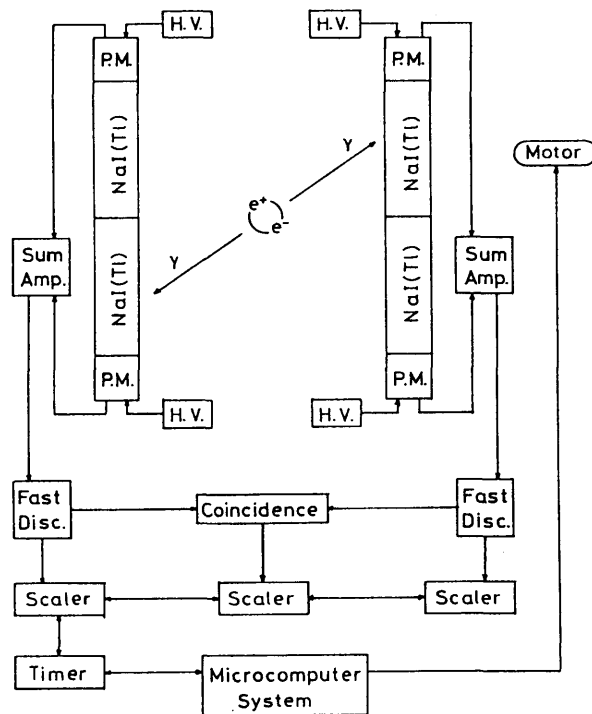 H.V.
H.V.
P.M.
P.M.
NaI(Tl)
NaI(Tl)
γ
Motor
e+
e-
NaI(Tl)
NaI(Tl)
γ
Sum
Amp.
Sum
Amp.
P.M.
P.M.
H.V.
H.V.
Fast
Disc.
Coincidence
Fast
Disc.
Scaler
Scaler
Scaler
Timer
Microcomputer
System